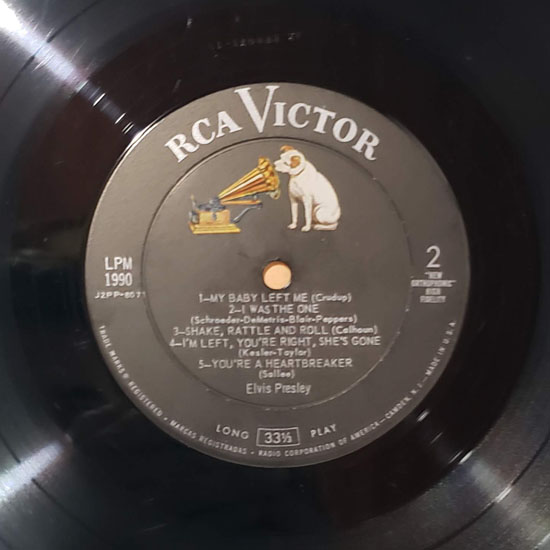 RCA VICTOR
LPM
1990
J2PP-8071
2
"NEW
ORTHOPHONIC"
HIGH
FIDELITY
1-MY BABY LEFT ME (Crudup)
2-I WAS THE ONE
(Schroeder-DeMetris-Blair-Peppers)
3-SHAKE, RATTLE AND ROLL (Calhoun)
4-I'M LEFT, YOU'RE RIGHT, SHE'S GONE
(Kesler-Taylor)
5-YOU'RE A HEARTBREAKER
(Sallee)
Elvis Presley
LONG 33⅓ PLAY
TRADE MARKS ® REGISTERED • MARCAS REGISTRADAS • RADIO CORPORATION OF AMERICA—CAMDEN, N. J.—MADE IN U.S.A.